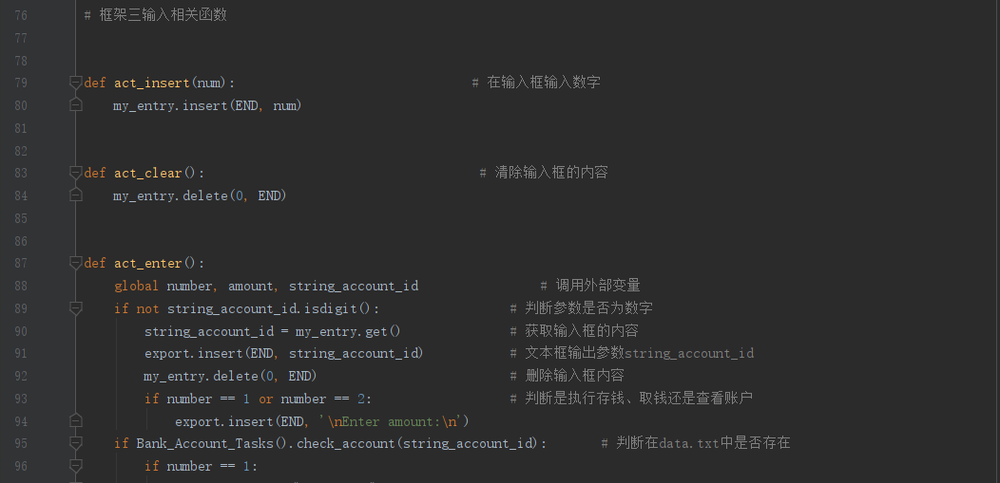 76 # 框架三输入相关函数
77
78
79 def act_insert(num): # 在输入框输入数字
80 my_entry.insert(END, num)
81
82
83 def act_clear(): # 清除输入框的内容
84 my_entry.delete(0, END)
85
86
87 def act_enter():
88 global number, amount, string_account_id # 调用外部变量
89 if not string_account_id.isdigit(): # 判断参数是否为数字
90 string_account_id = my_entry.get() # 获取输入框的内容
91 export.insert(END, string_account_id) # 文本框输出参数string_account_id
92 my_entry.delete(0, END) # 删除输入框内容
93 if number == 1 or number == 2: # 判断是执行存钱、取钱还是查看账户
94 export.insert(END, '\nEnter amount:\n')
95 if Bank_Account_Tasks().check_account(string_account_id): # 判断在data.txt中是否存在
96 if number == 1: